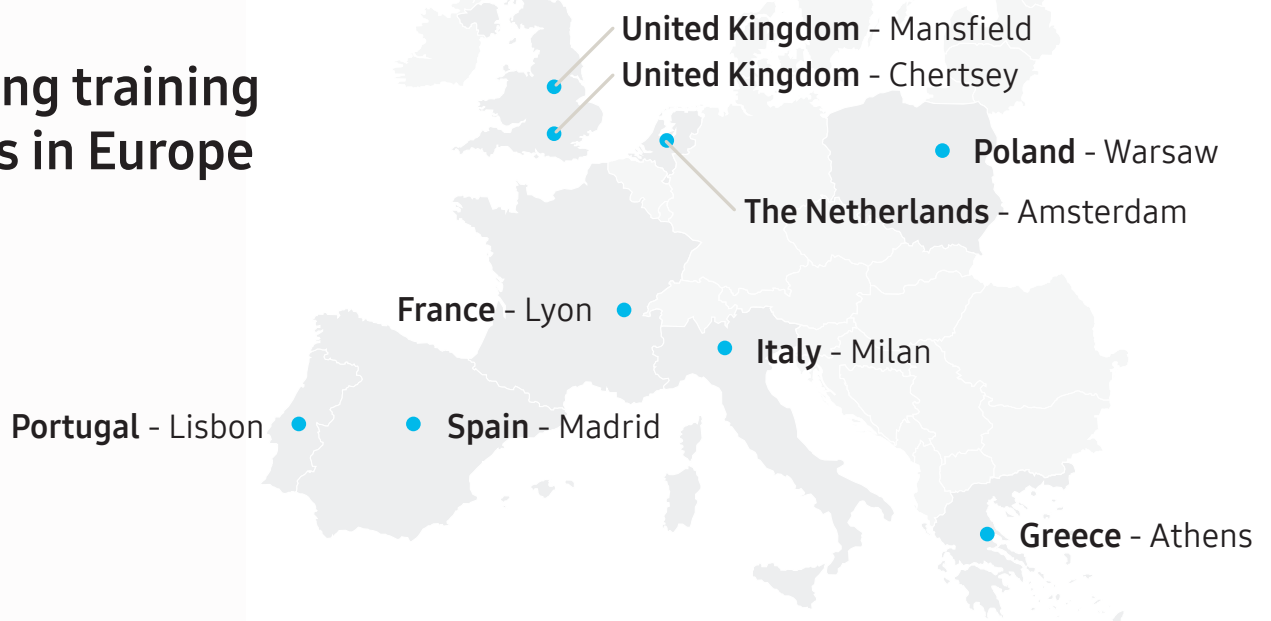 ng training
s in Europe
United Kingdom - Mansfield
United Kingdom - Chertsey
Poland - Warsaw
The Netherlands - Amsterdam
France - Lyon
Italy - Milan
Portugal - Lisbon
Spain - Madrid
Greece - Athens